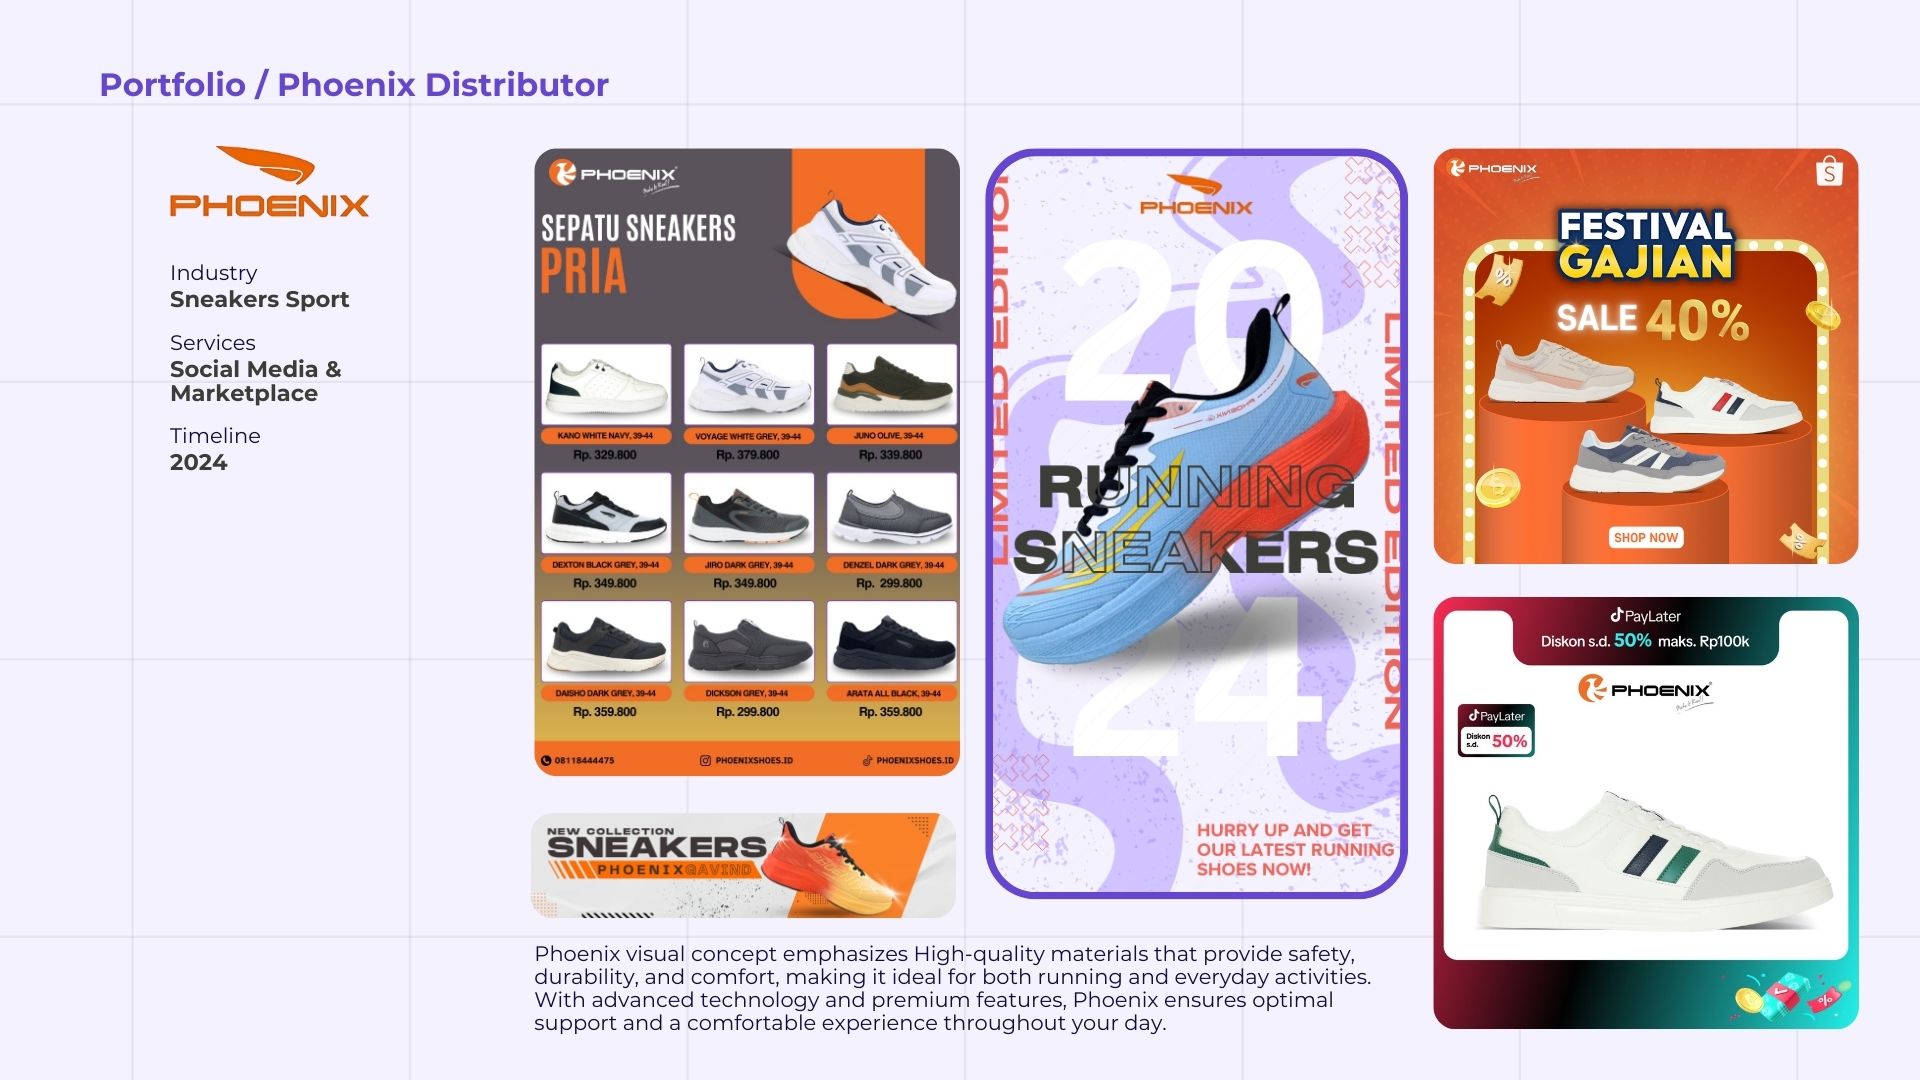 Portfolio / Phoenix Distributor
PHOENIX
Industry
Sneakers Sport
Services
Social Media &
Marketplace
Timeline
2024
PHOENIX
SEPATU SNEAKERS
PRIA
KANO WHITE NAVY, 39-44
VOYAGE WHITE GREY, 39-44
JUNO OLIVE, 39-44
Rp. 329.800
Rp. 379.800
Rp. 339.800
DEXTON BLACK GREY, 39-44
JIRO DARK GREY, 39-44
DENZEL DARK GREY, 39-44
Rp. 349.800
Rp. 349.800
Rp. 299.800
DAISHO DARK GREY, 39-44
DICKSON GREY, 39-44
ARATA ALL BLACK, 39-44
Rp. 359.800
Rp. 299.800
Rp. 359.800
08118444475
PHOENIXSHOES.ID
PHOENIXSHOES.ID
NEW COLLECTION
SNEAKERS
PHOENIXGAVIND
PHOENIX
LIMITED EDITION
20
PHOENIX
RUNNING
SNEAKERS
24
LIMITED EDITION
HURRY UP AND GET
OUR LATEST RUNNING
SHOES NOW!
PHOENIX
S
FESTIVAL
GAJIAN
%
SALE 40%
SHOP NOW
%
PayLater
Diskon s.d. 50% maks. Rp100k
PHOENIX
PayLater
Diskon
s.d. 50%
%
Phoenix visual concept emphasizes High-quality materials that provide safety,
durability, and comfort, making it ideal for both running and everyday activities.
With advanced technology and premium features, Phoenix ensures optimal
support and a comfortable experience throughout your day.